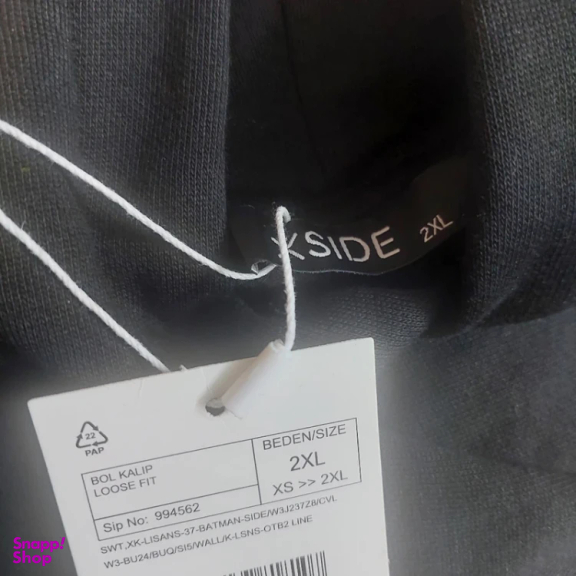 XSIDE 2XL
22
PAP
BOL KALIP
LOOSE FIT
BEDEN/SIZE
2XL
XS >> 2XL
Sip No: 994562
SWT,XK-LISANS-37-BATMAN-SIDE/W3J237Z8/CVL
W3-BU24/BUQ/SI5/WALL/K-LSNS-OTB2 LINE
Snapp!
Shop